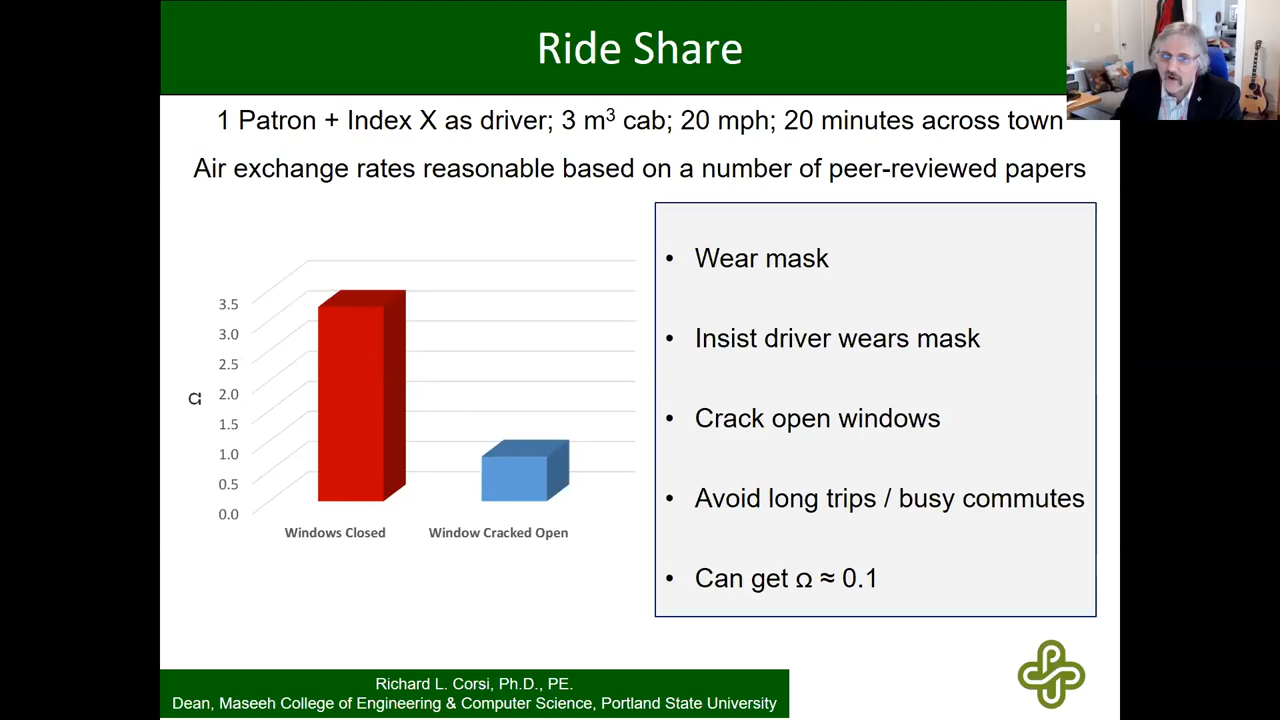 Ride Share
1 Patron + Index X as driver; 3 m³ cab; 20 mph; 20 minutes across town
Air exchange rates reasonable based on a number of peer-reviewed papers
3.5
3.0
2.5
2.0
1.5
1.0
0.5
0.0
Ω
Windows Closed
Window Cracked Open
• Wear mask
• Insist driver wears mask
• Crack open windows
• Avoid long trips / busy commutes
• Can get Ω ≈ 0.1
Richard L. Corsi, Ph.D., PE.
Dean, Maseeh College of Engineering & Computer Science, Portland State University